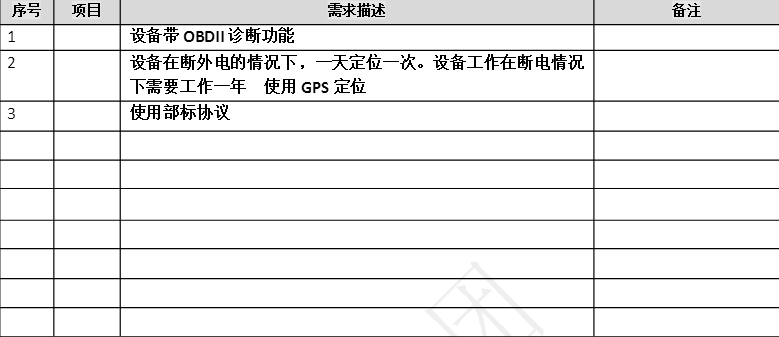 序号 项目 需求描述 备注
1 设备带 OBDII 诊断功能
2 设备在断外电的情况下，一天定位一次。设备工作在断电情况
下需要工作一年 使用 GPS 定位
3 使用部标协议